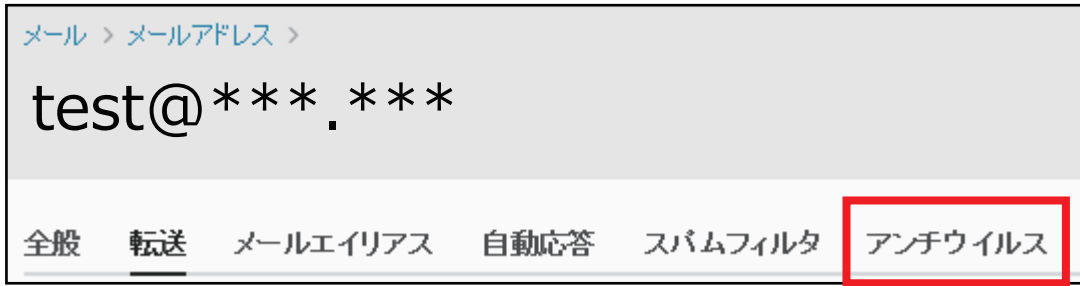 メール > メールアドレス >
test@***.***
全般 転送 メールエイリアス 自動応答 スパムフィルタ アンチウイルス